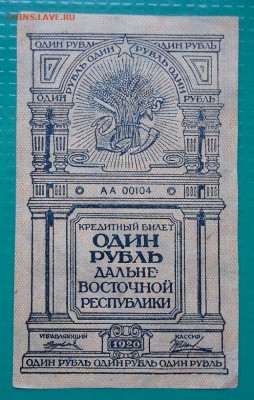 COINS.LAVE.RU
ОДИН РУБЛЬ ОДИН РУБЛЬ
РУБЛЬ ОДИН РУБЛЬ ОДИН
ОДИН
РУБЛЬ
ОДИН
РУБЛЬ
АА 00104
КРЕДИТНЫЙ БИЛЕТ
ОДИН
РУБЛЬ
ДАЛЬНЕ-
ВОСТОЧНОЙ
РЕСПУБЛИКИ
УПРАВЛЯЮЩИЙ
КАССИР
1920
ОДИН РУБЛЬ ОДИН РУБЛЬ ОДИН РУБЛЬ